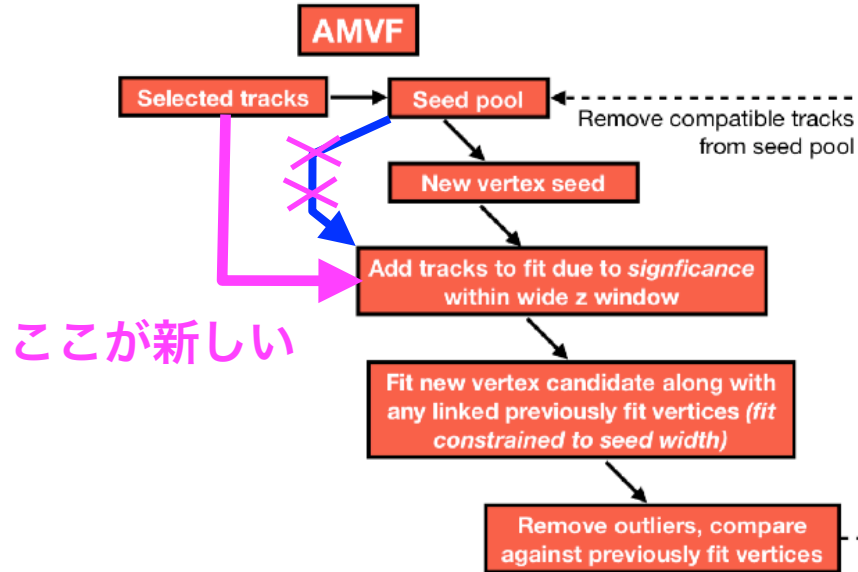 AMVF
Selected tracks
Seed pool
Remove compatible tracks
from seed pool
New vertex seed
Add tracks to fit due to signficance
within wide z window
ここが新しい
Fit new vertex candidate along with
any linked previously fit vertices (fit
constrained to seed width)
Remove outliers, compare
against previously fit vertices